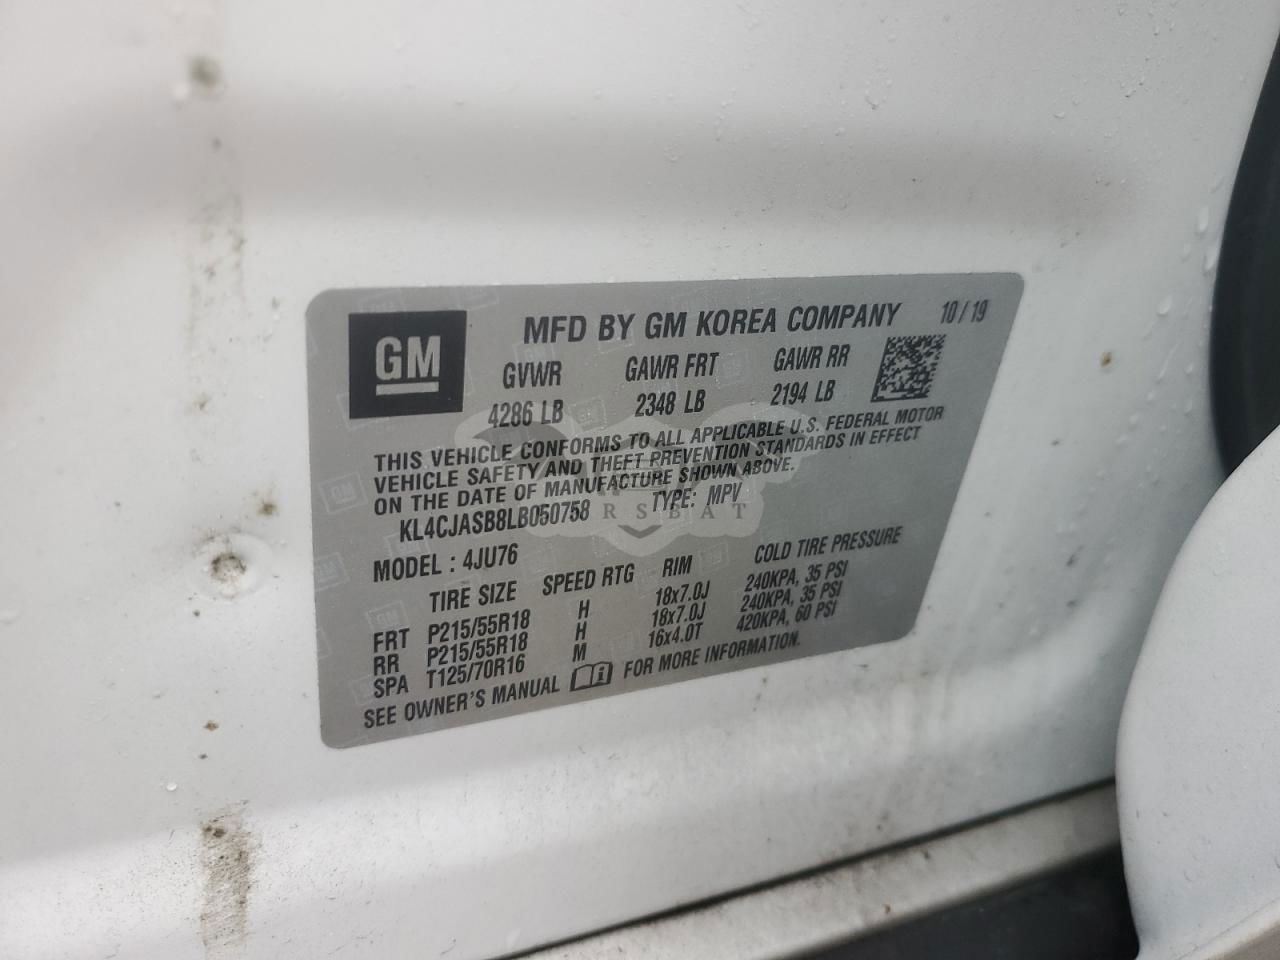 GM
MFD BY GM KOREA COMPANY 10/19
GVWR GAWR FRT GAWR RR
4286 LB 2348 LB 2194 LB
THIS VEHICLE CONFORMS TO ALL APPLICABLE U.S. FEDERAL MOTOR
VEHICLE SAFETY AND THEFT PREVENTION STANDARDS IN EFFECT
ON THE DATE OF MANUFACTURE SHOWN ABOVE.
KL4CJASB8LB050758 TYPE: MPV
RSBAT
MODEL : 4JU76
TIRE SIZE SPEED RTG RIM COLD TIRE PRESSURE
FRT P215/55R18 H 18x7.0J 240KPA, 35 PSI
RR P215/55R18 H 18x7.0J 240KPA, 35 PSI
SPA T125/70R16 M 16x4.0T 420KPA, 60 PSI
SEE OWNER'S MANUAL i FOR MORE INFORMATION.